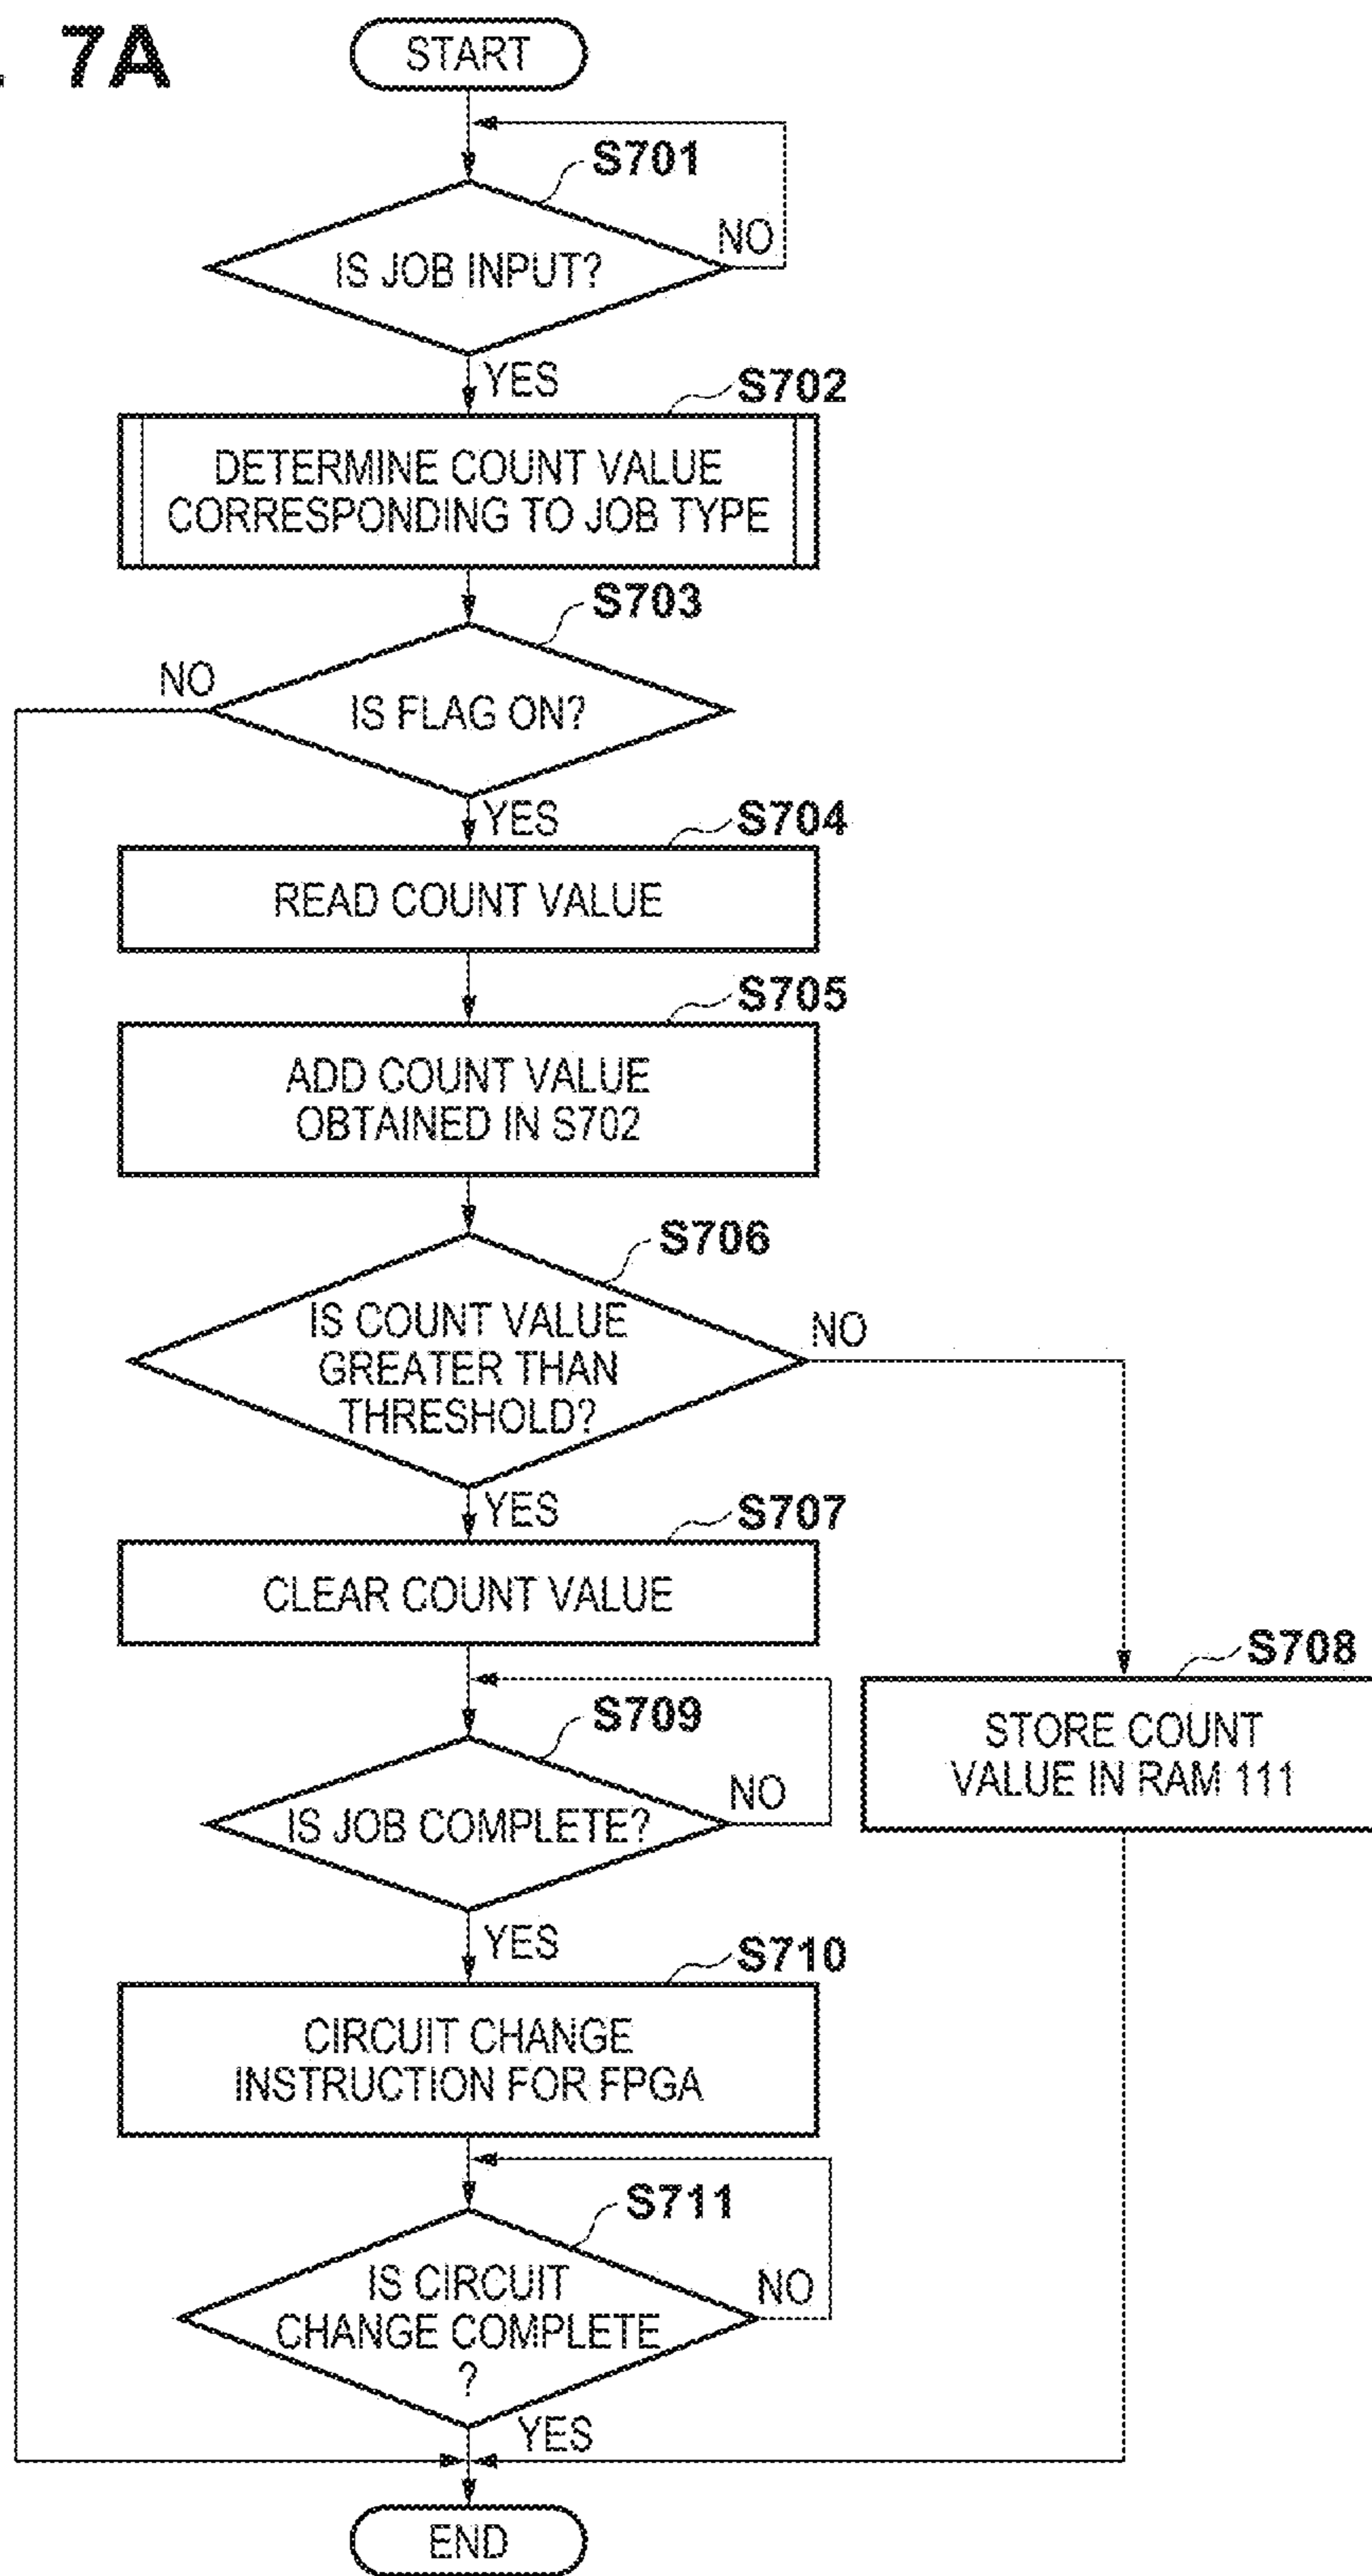 7A
START
S701
IS JOB INPUT?
NO
YES
S702
DETERMINE COUNT VALUE
CORRESPONDING TO JOB TYPE
S703
NO
IS FLAG ON?
YES
S704
READ COUNT VALUE
S705
ADD COUNT VALUE
OBTAINED IN S702
S706
IS COUNT VALUE
GREATER THAN
THRESHOLD?
NO
YES
S707
CLEAR COUNT VALUE
S708
STORE COUNT
VALUE IN RAM 111
S709
IS JOB COMPLETE?
NO
YES
S710
CIRCUIT CHANGE
INSTRUCTION FOR FPGA
S711
IS CIRCUIT
CHANGE COMPLETE
?
NO
YES
END